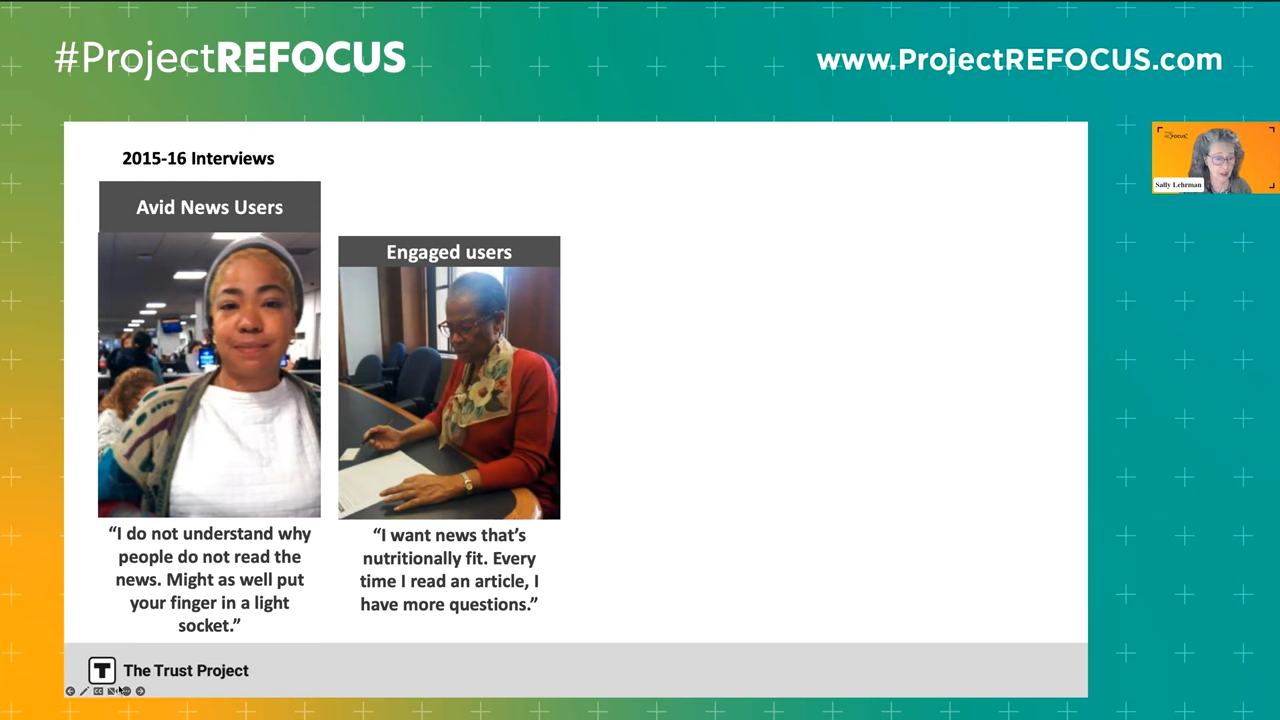 #ProjectREFOCUS
www.ProjectREFOCUS.com
2015-16 Interviews
Avid News Users
Engaged users
“I do not understand why
people do not read the
news. Might as well put
your finger in a light
socket.”
“I want news that’s
nutritionally fit. Every
time I read an article, I
have more questions.”
T
The Trust Project
REFOCUS
Sally Lehrman